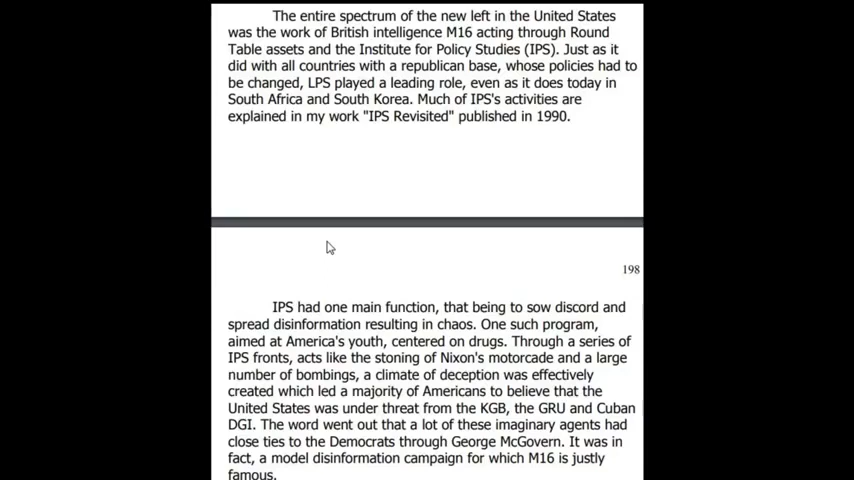 The entire spectrum of the new left in the United States
was the work of British intelligence M16 acting through Round
Table assets and the Institute for Policy Studies (IPS). Just as it
did with all countries with a republican base, whose policies had to
be changed, LPS played a leading role, even as it does today in
South Africa and South Korea. Much of IPS's activities are
explained in my work "IPS Revisited" published in 1990.
198
IPS had one main function, that being to sow discord and
spread disinformation resulting in chaos. One such program,
aimed at America's youth, centered on drugs. Through a series of
IPS fronts, acts like the stoning of Nixon's motorcade and a large
number of bombings, a climate of deception was effectively
created which led a majority of Americans to believe that the
United States was under threat from the KGB, the GRU and Cuban
DGI. The word went out that a lot of these imaginary agents had
close ties to the Democrats through George McGovern. It was in
fact, a model disinformation campaign for which M16 is justly
famous.